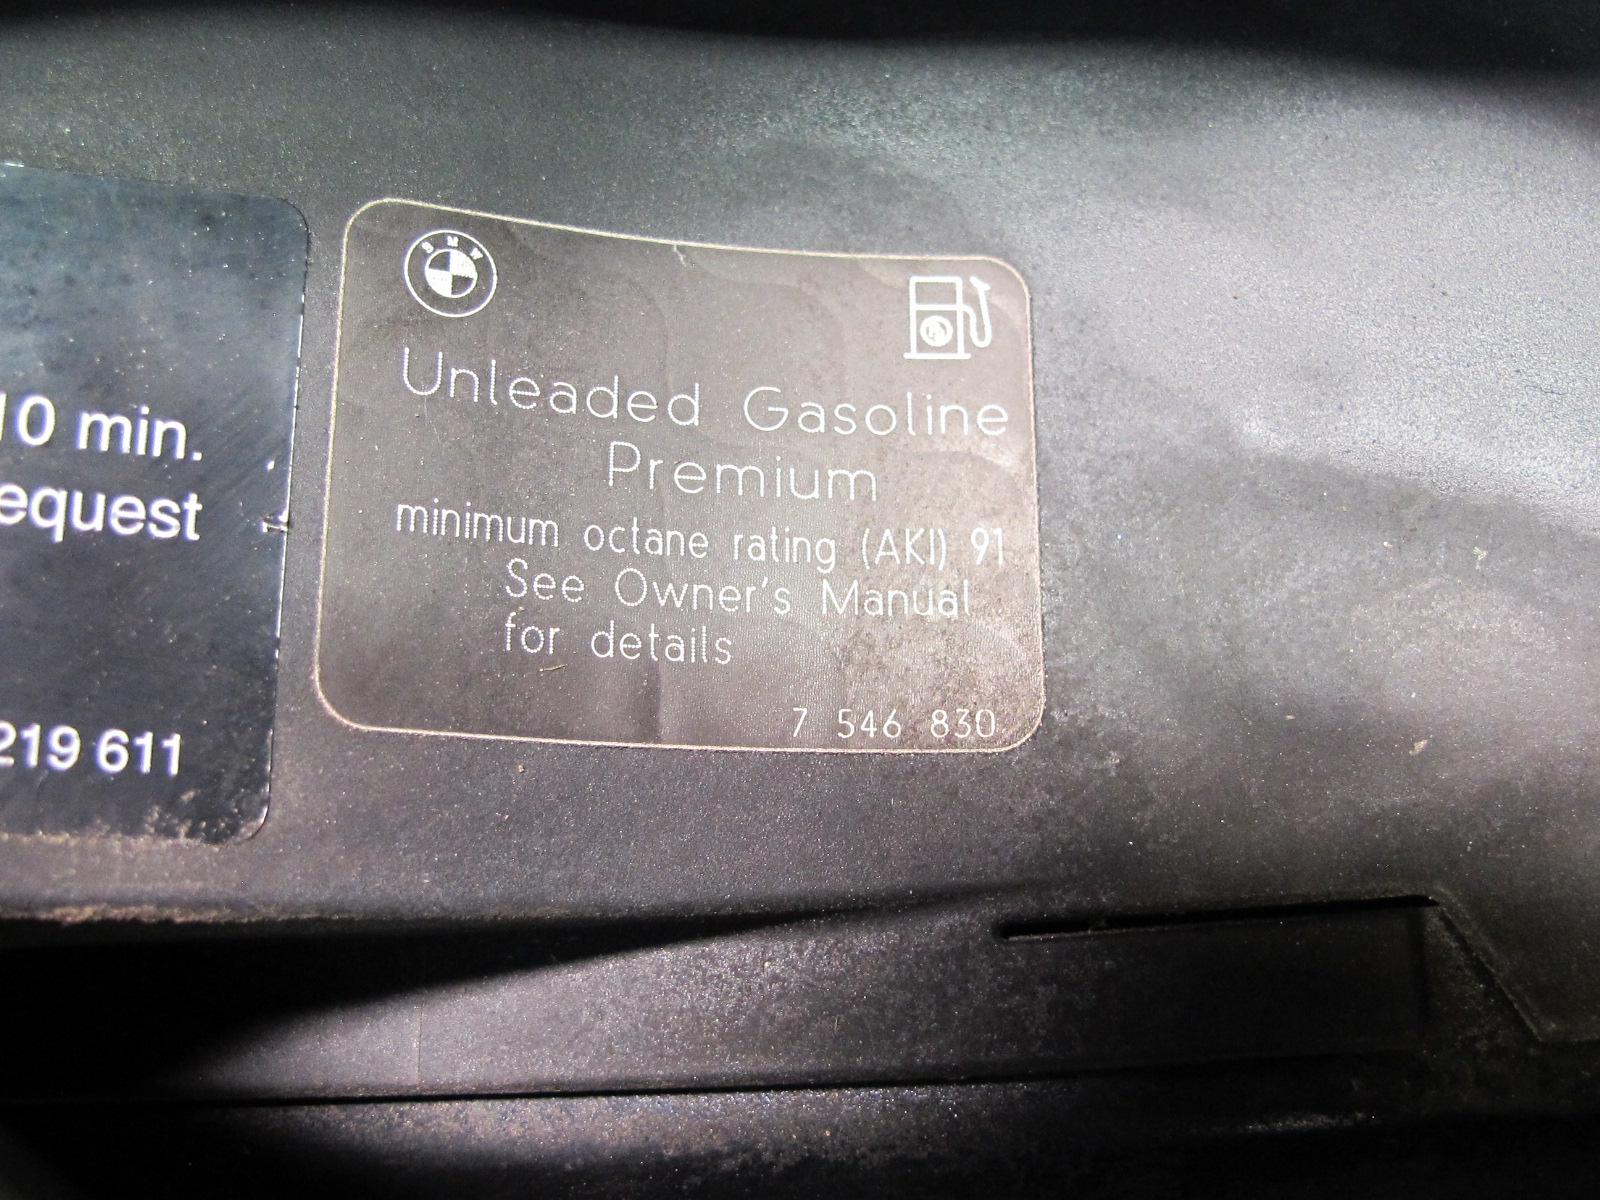 10 min.
equest
219 611
BMW
Unleaded Gasoline
Premium
minimum octane rating (AKI) 91
See Owner's Manual
for details
7 546 830